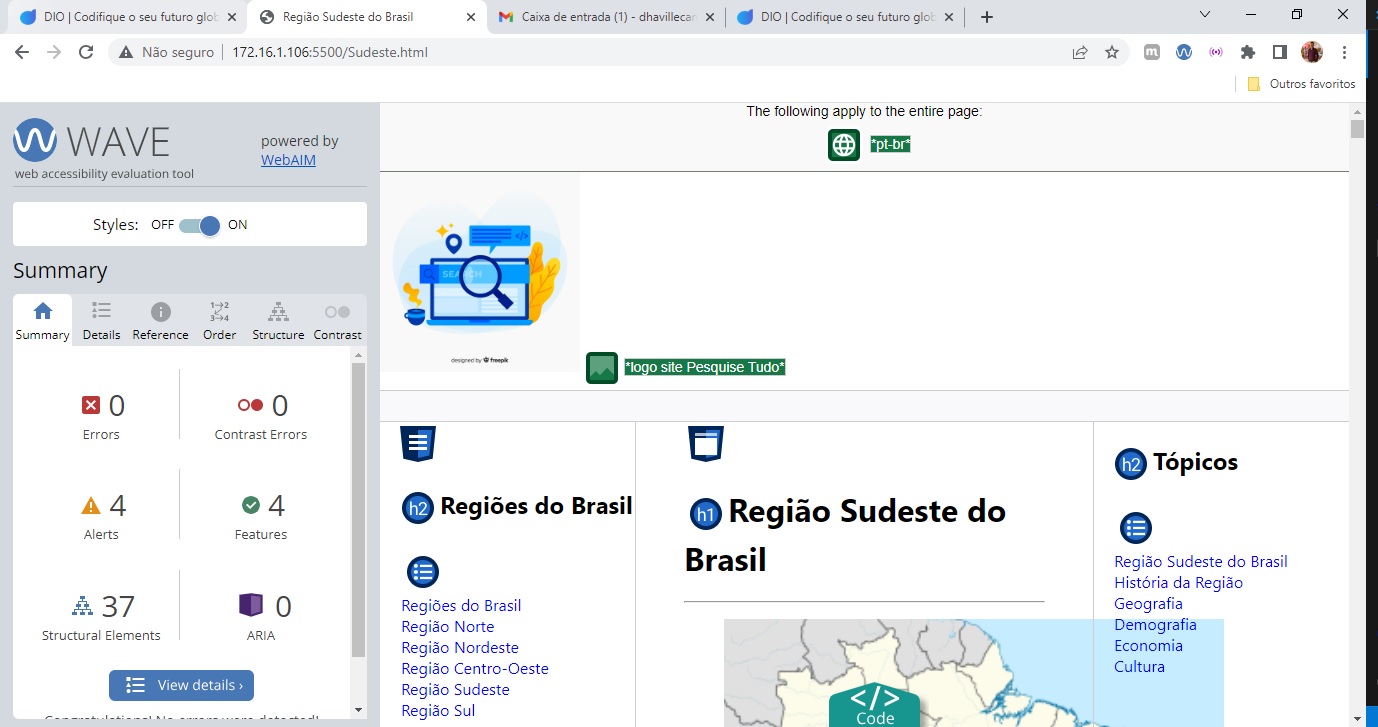 DIO | Codifique o seu futuro glob
Região Sudeste do Brasil
Caixa de entrada (1) - dhavillecar
DIO | Codifique o seu futuro glob
Não seguro
172.16.1.106:5500/Sudeste.html
Outros favoritos
WAVE
powered by
WebAIM
web accessibility evaluation tool
Styles: OFF ON
Summary
Summary Details Reference Order Structure Contrast
0 0
Errors Contrast Errors
4 4
Alerts Features
37 0
Structural Elements ARIA
View details ›
Congratulations! No errors were detected!
The following apply to the entire page:
*pt-br*
SEARCH
designed by freepik
*logo site Pesquise Tudo*
h2 Regiões do Brasil
Regiões do Brasil
Região Norte
Região Nordeste
Região Centro-Oeste
Região Sudeste
Região Sul
h1 Região Sudeste do
Brasil
</>
Code
h2 Tópicos
Região Sudeste do Brasil
História da Região
Geografia
Demografia
Economia
Cultura